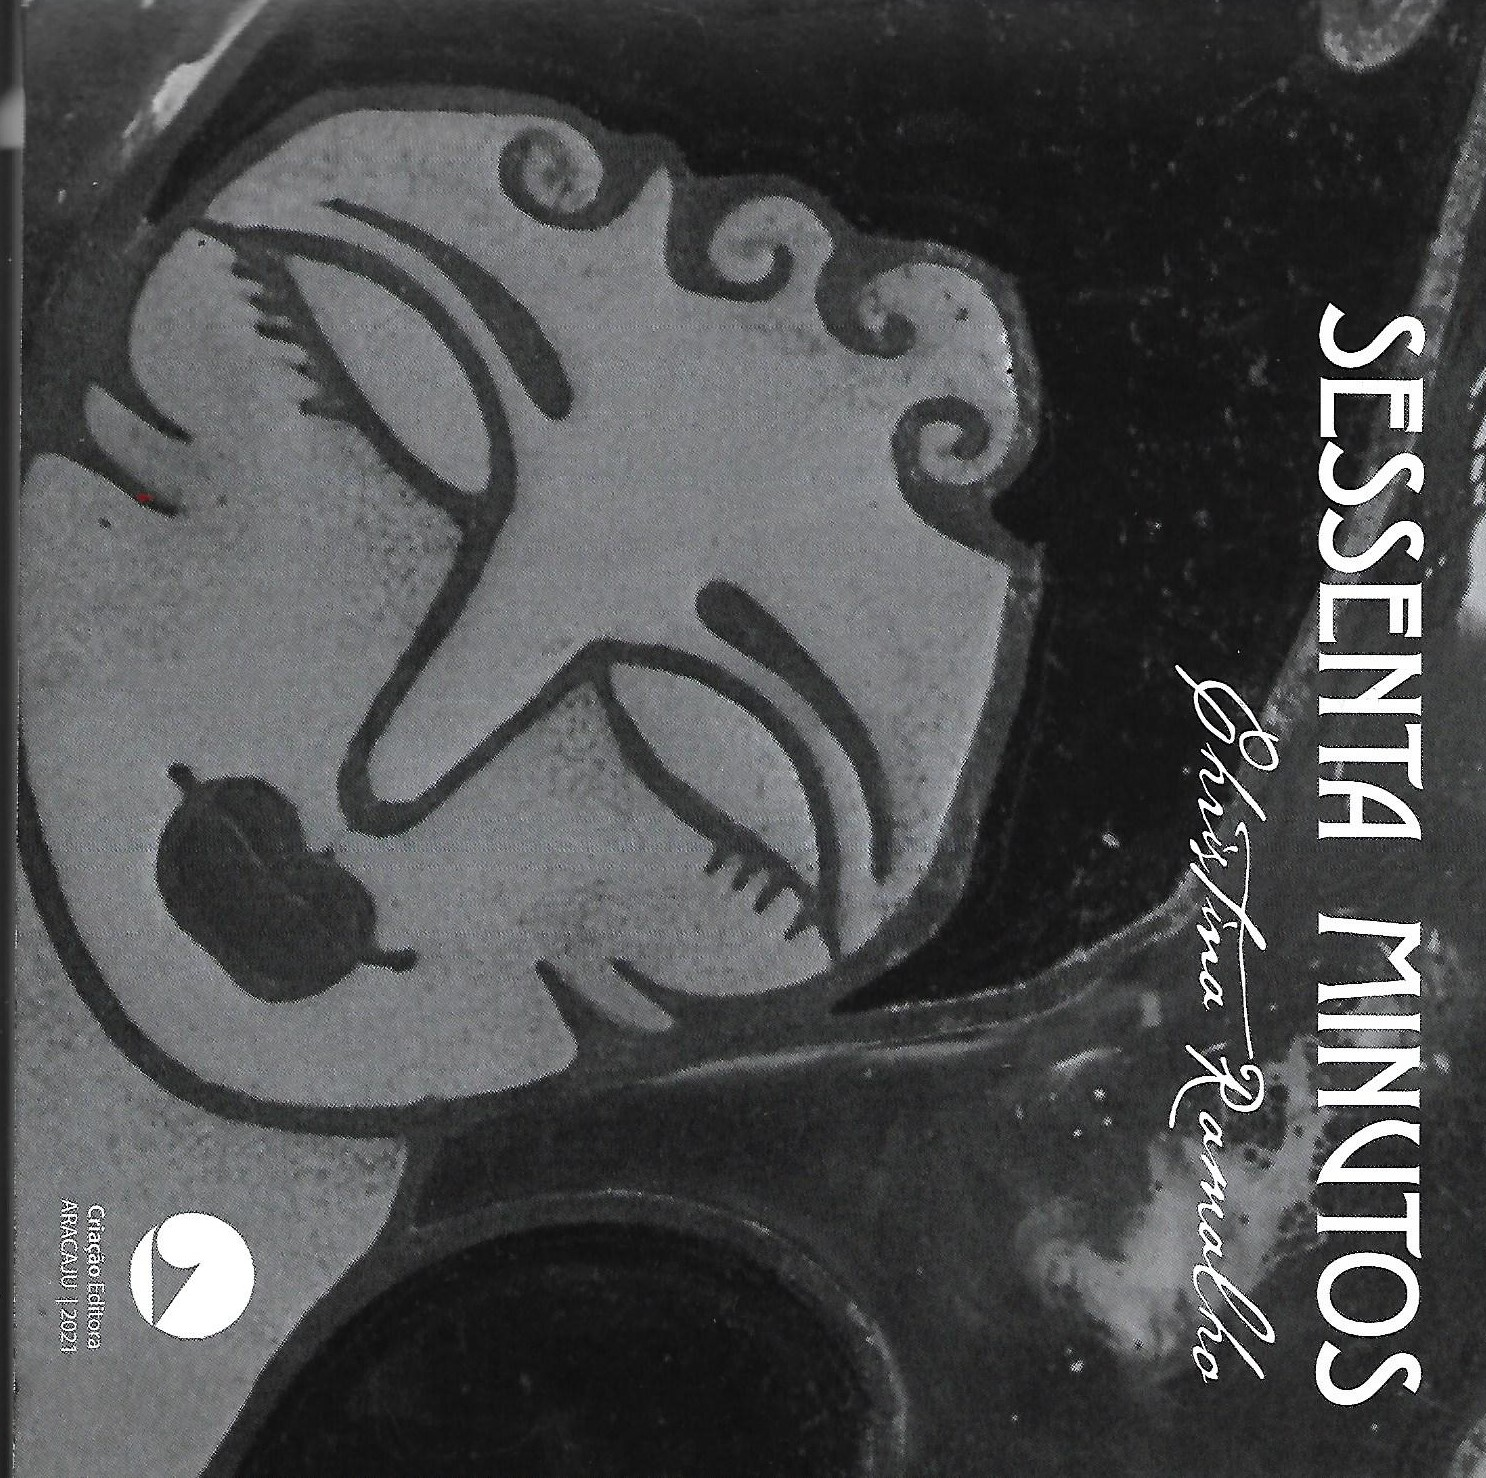 SESSENTA MINUTOS
Christina Ramalho
Criação Editora
ARACAJU | 2021